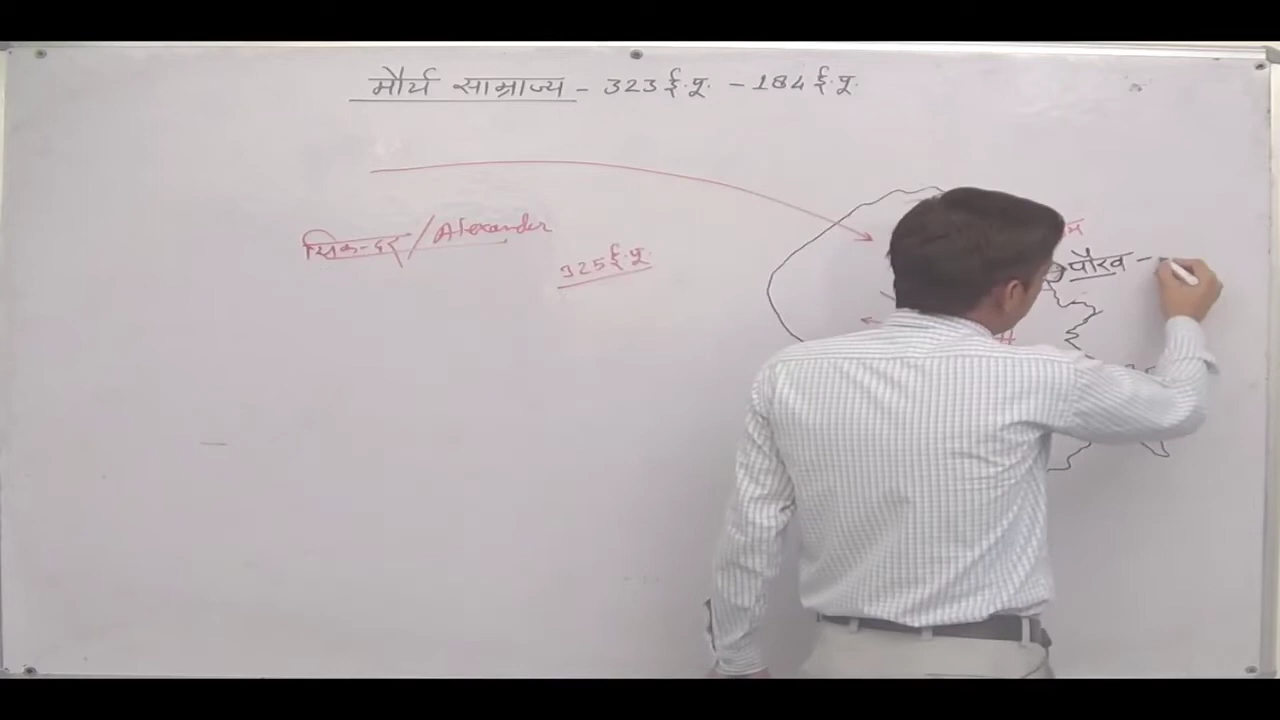 मौर्य साम्राज्य - 323 ई.पू. - 184 ई.पू.
सिकन्दर / Alexander
325 ई.पू.
पौरव -